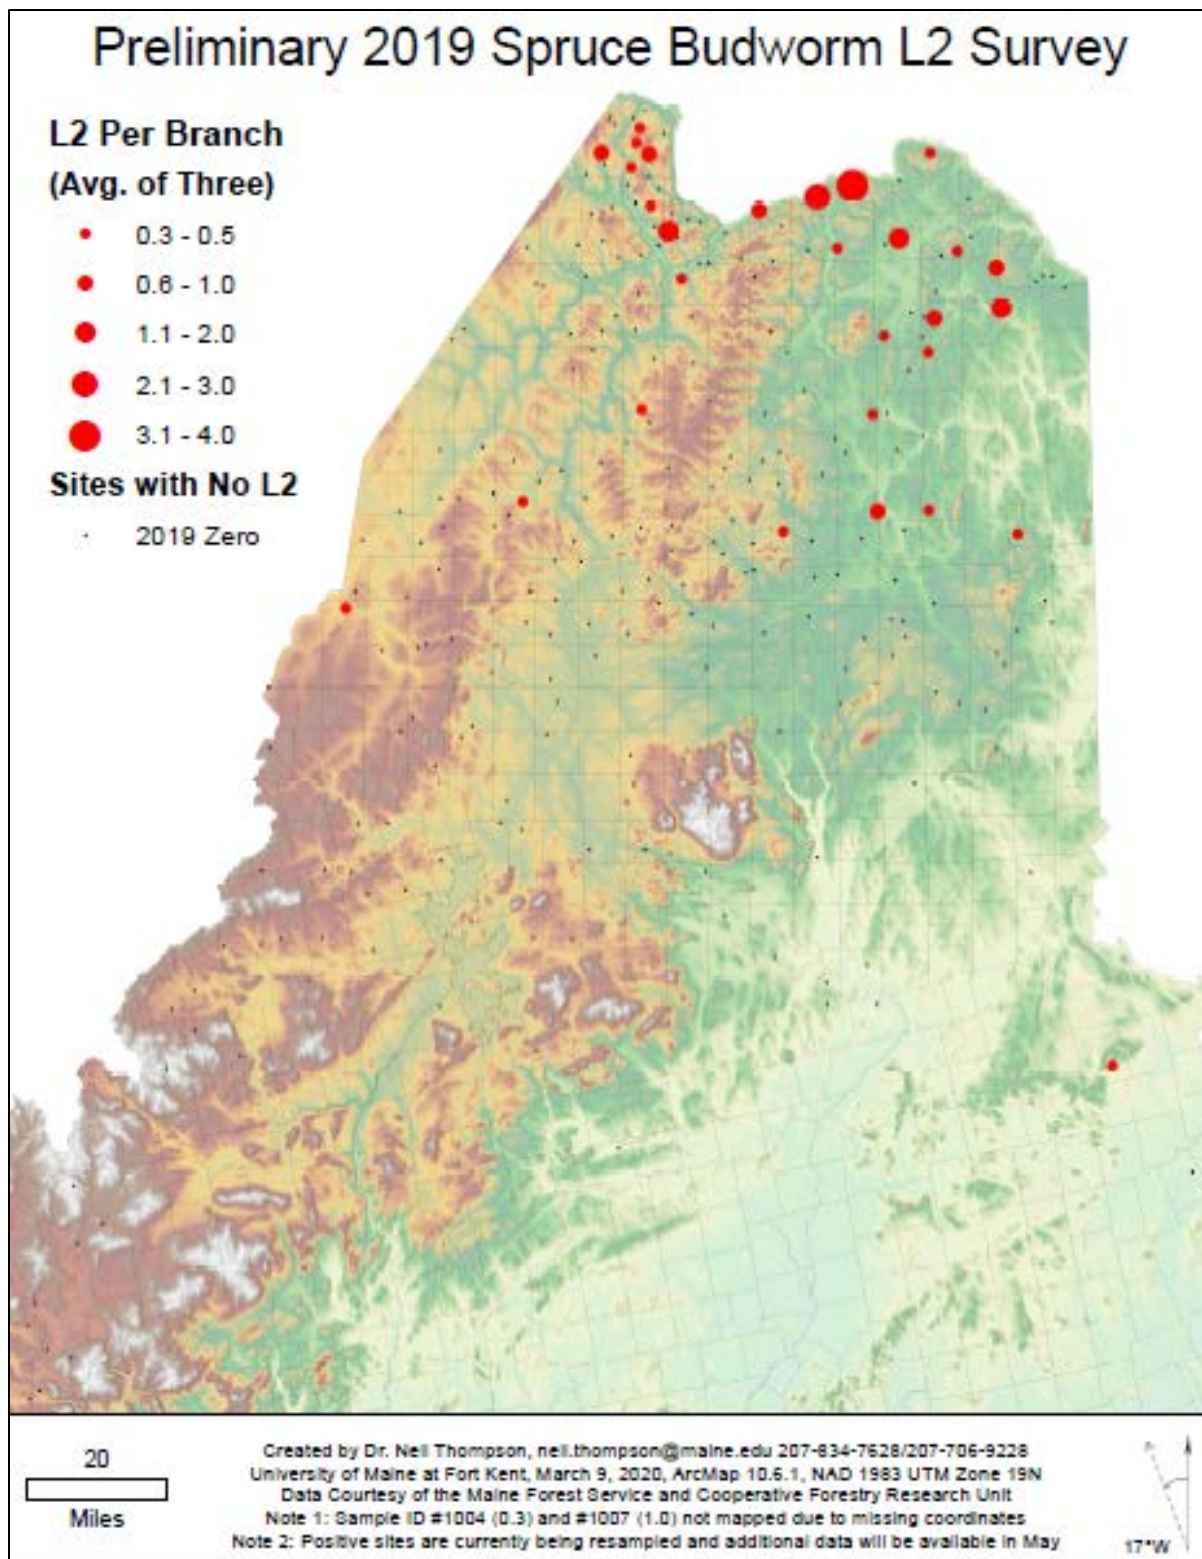 Preliminary 2019 Spruce Budworm L2 Survey
L2 Per Branch
(Avg. of Three)
0.3 - 0.5
0.6 - 1.0
1.1 - 2.0
2.1 - 3.0
3.1 - 4.0
Sites with No L2
2019 Zero
20
Miles
Created by Dr. Neil Thompson, neil.thompson@maine.edu 207-834-7628/207-706-9228
University of Maine at Fort Kent, March 9, 2020, ArcMap 10.6.1, NAD 1983 UTM Zone 19N
Data Courtesy of the Maine Forest Service and Cooperative Forestry Research Unit
Note 1: Sample ID #1004 (0.3) and #1007 (1.0) not mapped due to missing coordinates
Note 2: Positive sites are currently being resampled and additional data will be available in May
17°W